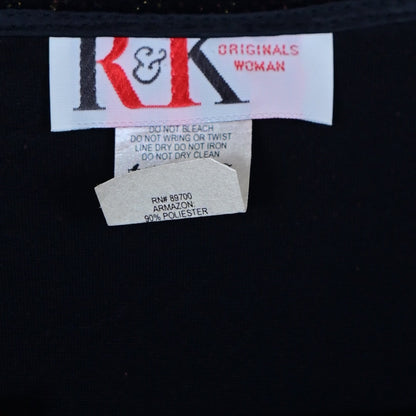 R&K ORIGINALS
WOMAN
DO NOT BLEACH
DO NOT WRING OR TWIST
LINE DRY DO NOT IRON
DO NOT DRY CLEAN
RN# 89700
ARMAZON.
90% POLIESTER